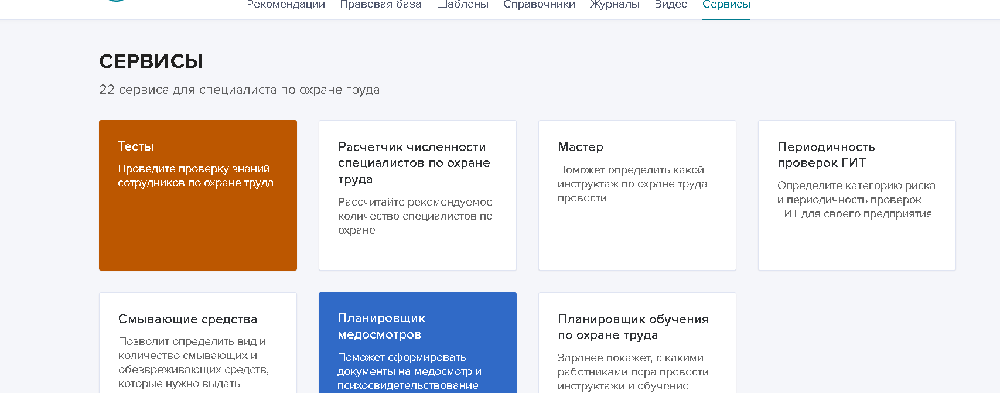 Рекомендации Правовая база Шаблоны Справочники Журналы Видео Сервисы
СЕРВИСЫ
22 сервиса для специалиста по охране труда
Тесты
Проведите проверку знаний
сотрудников по охране труда
Расчетчик численности
специалистов по охране
труда
Рассчитайте рекомендуемое
количество специалистов по
охране
Мастер
Поможет определить какой
инструктаж по охране труда
провести
Периодичность
проверок ГИТ
Определите категорию риска
и периодичность проверок
ГИТ для своего предприятия
Смывающие средства
Позволит определить вид и
количество смывающих и
обезвреживающих средств,
которые нужно выдать
Планировщик
медосмотров
Поможет сформировать
документы на медосмотр и
психосвидетельствование
Планировщик обучения
по охране труда
Заранее покажет, с какими
работниками пора провести
инструктажи и обучение